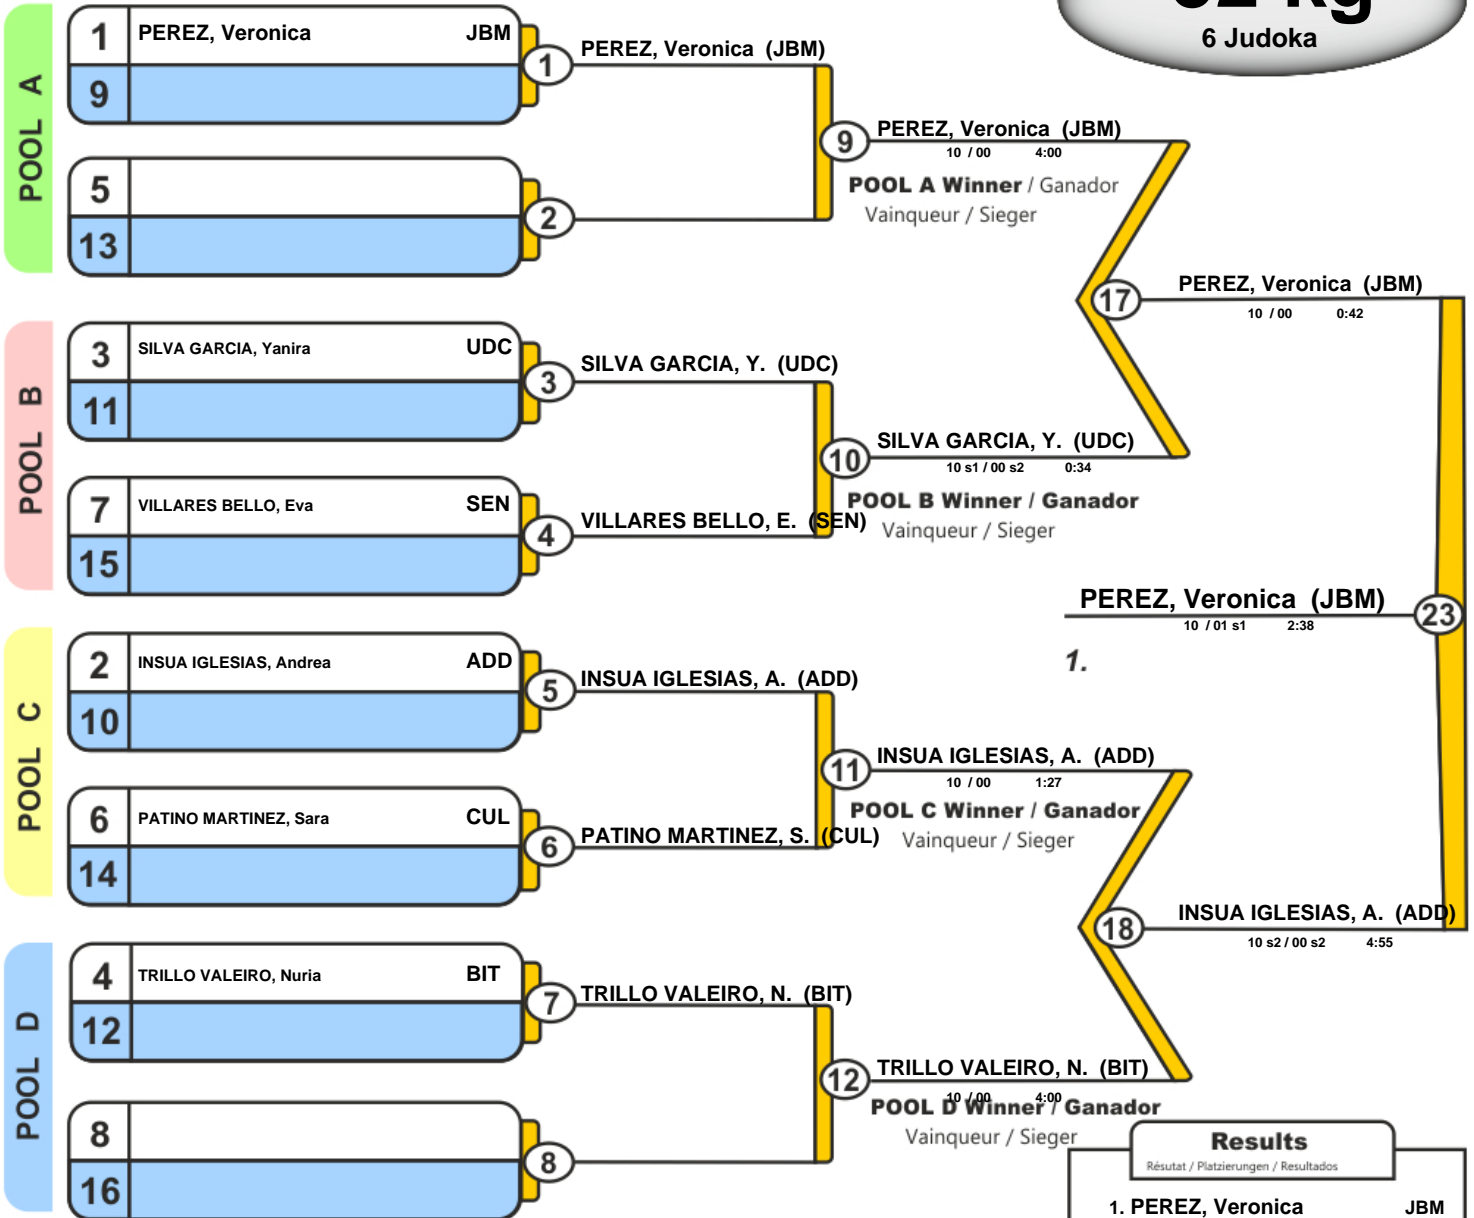 6 Judoka
POOL A
1 PEREZ, Veronica JBM
9
5
13
1
2
PEREZ, Veronica (JBM)
9
PEREZ, Veronica (JBM)
10 / 00 4:00
POOL A Winner / Ganador
Vainqueur / Sieger
POOL B
3 SILVA GARCIA, Yanira UDC
11
7 VILLARES BELLO, Eva SEN
15
3
4
SILVA GARCIA, Y. (UDC)
VILLARES BELLO, E. (SEN)
10
SILVA GARCIA, Y. (UDC)
10 s1 / 00 s2 0:34
POOL B Winner / Ganador
Vainqueur / Sieger
17
PEREZ, Veronica (JBM)
10 / 00 0:42
POOL C
2 INSUA IGLESIAS, Andrea ADD
10
6 PATINO MARTINEZ, Sara CUL
14
5
6
INSUA IGLESIAS, A. (ADD)
PATINO MARTINEZ, S. (CUL)
11
INSUA IGLESIAS, A. (ADD)
10 / 00 1:27
POOL C Winner / Ganador
Vainqueur / Sieger
POOL D
4 TRILLO VALEIRO, Nuria BIT
12
8
16
7
8
TRILLO VALEIRO, N. (BIT)
12
TRILLO VALEIRO, N. (BIT)
10 / 00 4:00
POOL D Winner / Ganador
Vainqueur / Sieger
18
INSUA IGLESIAS, A. (ADD)
10 s2 / 00 s2 4:55
PEREZ, Veronica (JBM)
10 / 01 s1 2:38
23
1.
Results
Résutat / Platzierungen / Resultados
1. PEREZ, Veronica JBM